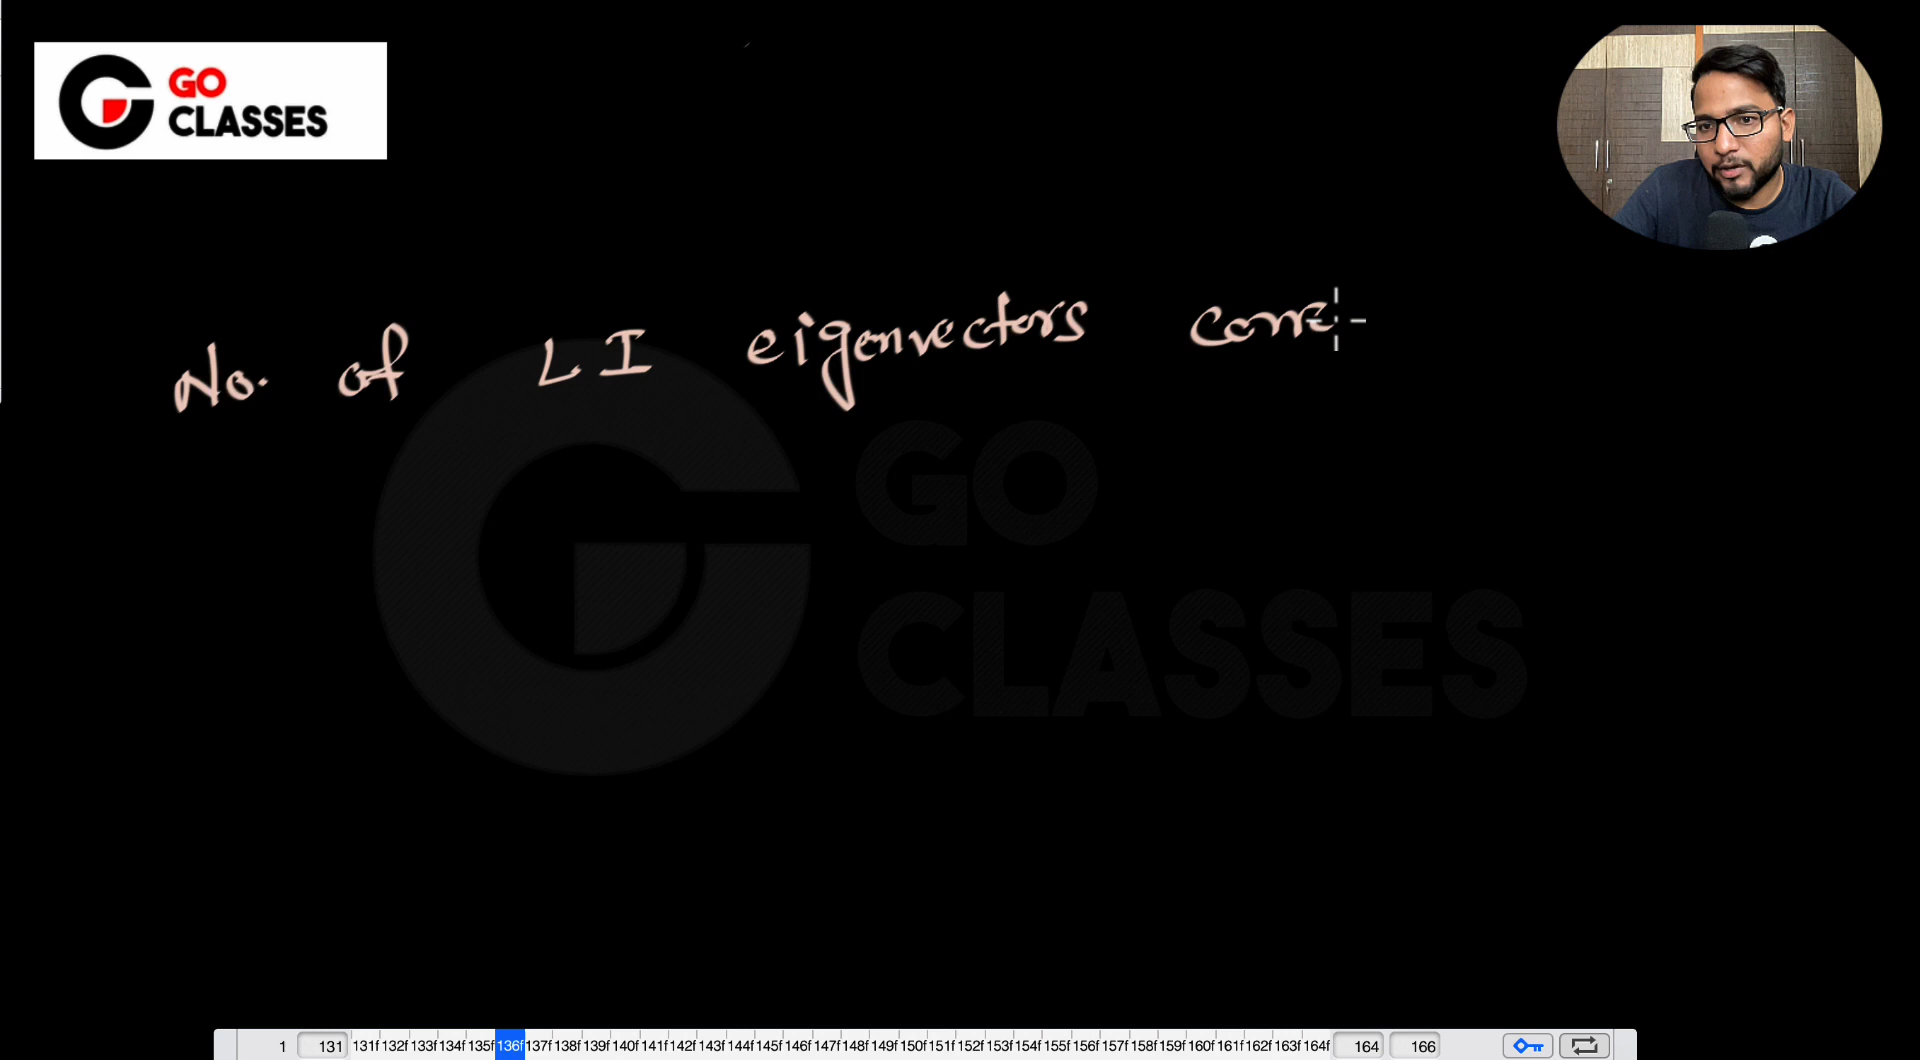 GO
CLASSES
No. of LI eigenvectors corre
GO
CLASSES
1 131 131f 132f 133f 134f 135f 136f 137f 138f 139f 140f 141f 142f 143f 144f 145f 146f 147f 148f 149f 150f 151f 152f 153f 154f 155f 156f 157f 158f 159f 160f 161f 162f 163f 164f 164 166